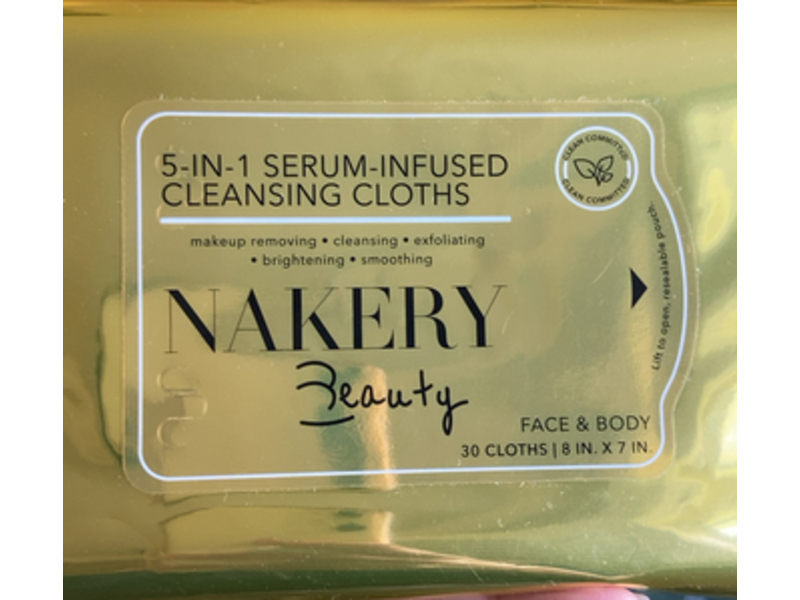 5-IN-1 SERUM-INFUSED
CLEANSING CLOTHS
makeup removing • cleansing • exfoliating
• brightening • smoothing
NAKERY
Beauty
FACE & BODY
30 CLOTHS | 8 IN. X 7 IN.
CLEAN COMMITTED
CLEAN COMMITTED
Lift to open, resealable pouch.